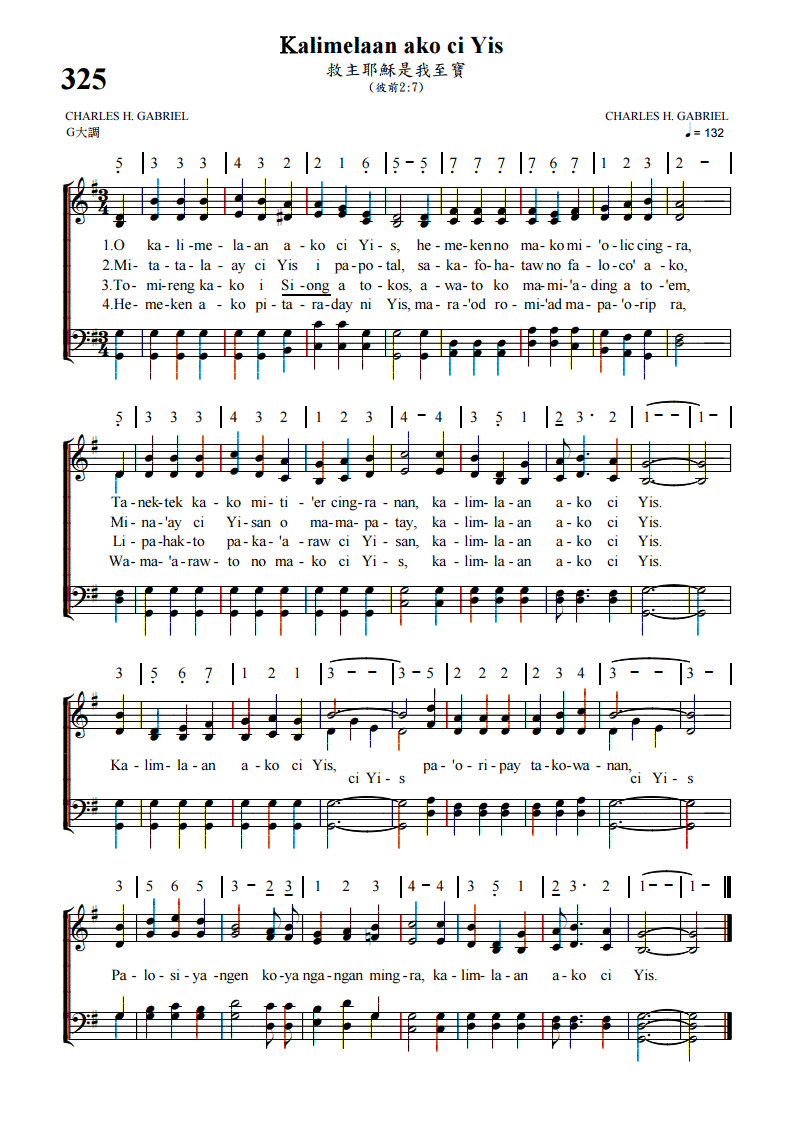 Kalimelaan ako ci Yis
救主耶穌是我至寶
(彼前2:7)
325
CHARLES H. GABRIEL CHARLES H. GABRIEL
G大調 ♩ = 132
5 | 3 3 3 | 4 3 2 | 2 1 6 | 5 - 5 | 7 7 7 | 7 6 7 | 1 2 3 | 2 - |
1.O ka - li - me - la - an a - ko ci Yi - s, he - me - ken no ma ko mi - 'o - lic cing - ra,
2.Mi - ta - ta - la - ay ci Yis i pa - po - tal, sa - ka - fo - ha - taw no fa - lo - co' a - ko,
3.To - mi - reng ka - ko i Si - ong a to - kos, a - wa - to ko ma - mi - 'a - ding a to - 'em,
4.He - me - ken a - ko pi - ta - ra - day ni Yis, ma - ra - 'od ro - mi - 'ad ma - pa - 'o - rip ra,
5 | 3 3 3 | 4 3 2 | 1 2 3 | 4 - 4 | 3 5 1 | 2 3 · 2 | 1 - - | 1 - |
Ta - nek - tek ka - ko mi - ti - 'er cing - ra - nan, ka - lim - la - an a - ko ci Yis.
Mi - na - 'ay ci Yi - san o ma - ma - pa - tay, ka - lim - la - an a - ko ci Yis.
Li - pa - hak - to pa - ka - 'a - raw ci Yi - san, ka - lim - la - an a - ko ci Yis.
Wa - ma - 'a - raw - to no ma - ko ci Yi - s, ka - lim - la - an a - ko ci Yis.
3 | 5 6 7 | 1 2 1 | 3 - - | 3 - 5 | 2 2 2 | 2 3 4 | 3 - - | 3 - |
Ka - lim - la - an a - ko ci Yis, pa - 'o - ri - pay ta - ko - wa - nan,
ci Yi - s ci Yi - s
3 | 5 6 5 | 3 - 2 3 | 1 2 3 | 4 - 4 | 3 5 1 | 2 3 · 2 | 1 - - | 1 - ‖
Pa - lo - si - ya - ngen ko - ya nga - ngan ming - ra, ka - lim - la - an a - ko ci Yis.